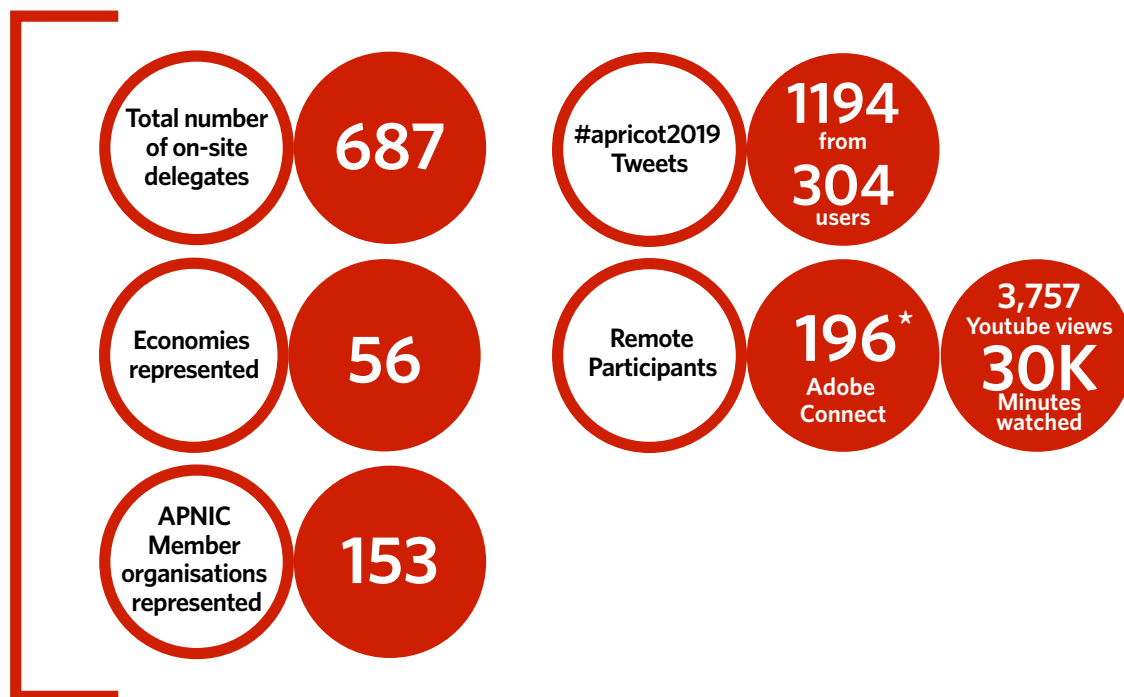 Total number
of on-site
delegates
687
Economies
represented
56
APNIC
Member
organisations
represented
153
#apricot2019
Tweets
1194
from
304
users
Remote
Participants
196*
Adobe
Connect
3,757
Youtube views
30K
Minutes
watched